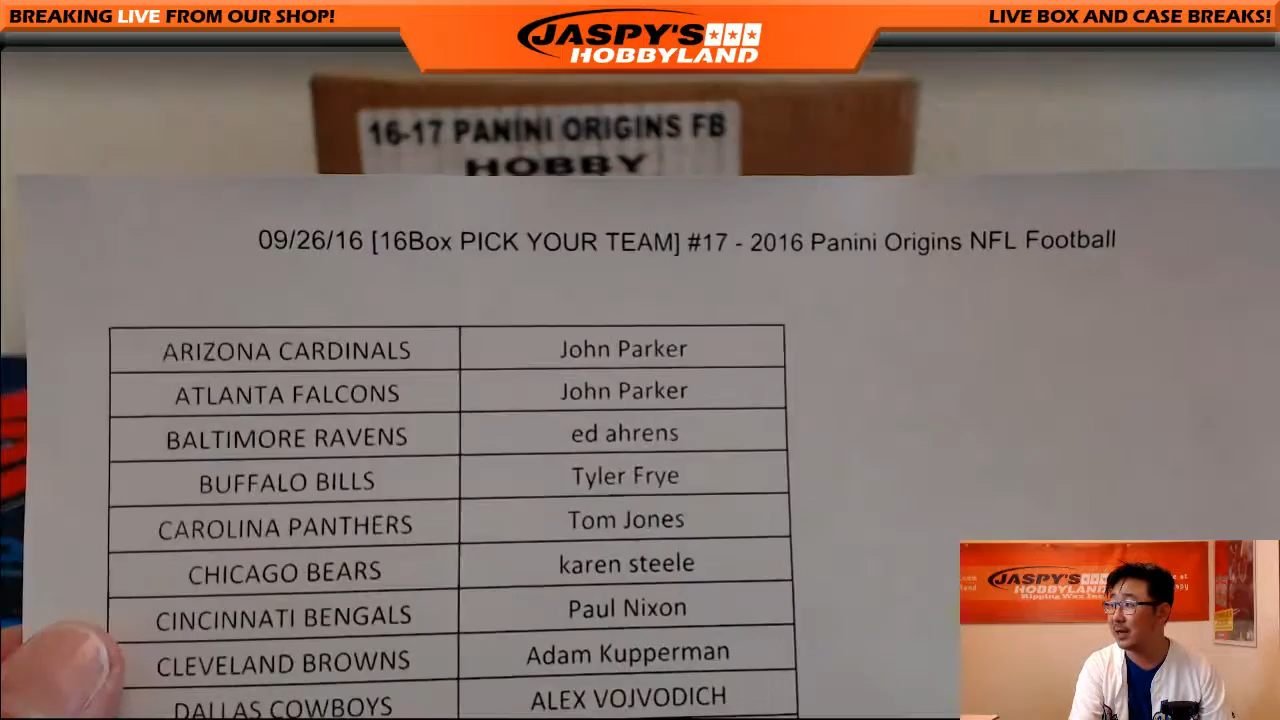 BREAKING LIVE FROM OUR SHOP!
JASPY'S
HOBBYLAND
LIVE BOX AND CASE BREAKS!
16-17 PANINI ORIGINS FB
HOBBY
09/26/16 [16Box PICK YOUR TEAM] #17 - 2016 Panini Origins NFL Football
ARIZONA CARDINALS John Parker
ATLANTA FALCONS John Parker
BALTIMORE RAVENS ed ahrens
BUFFALO BILLS Tyler Frye
CAROLINA PANTHERS Tom Jones
CHICAGO BEARS karen steele
CINCINNATI BENGALS Paul Nixon
CLEVELAND BROWNS Adam Kupperman
DALLAS COWBOYS ALEX VOJVODICH
JASPY'S
HOBBYLAND
Ripping Wax Inc.